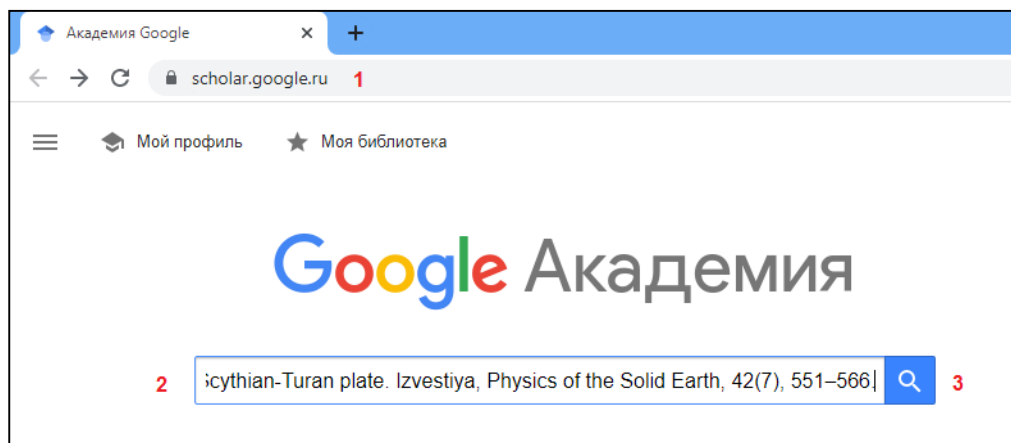 Академия Google
scholar.google.ru 1
Мой профиль Моя библиотека
Google Академия
2 cythian-Turan plate. Izvestiya, Physics of the Solid Earth, 42(7), 551–566. 3